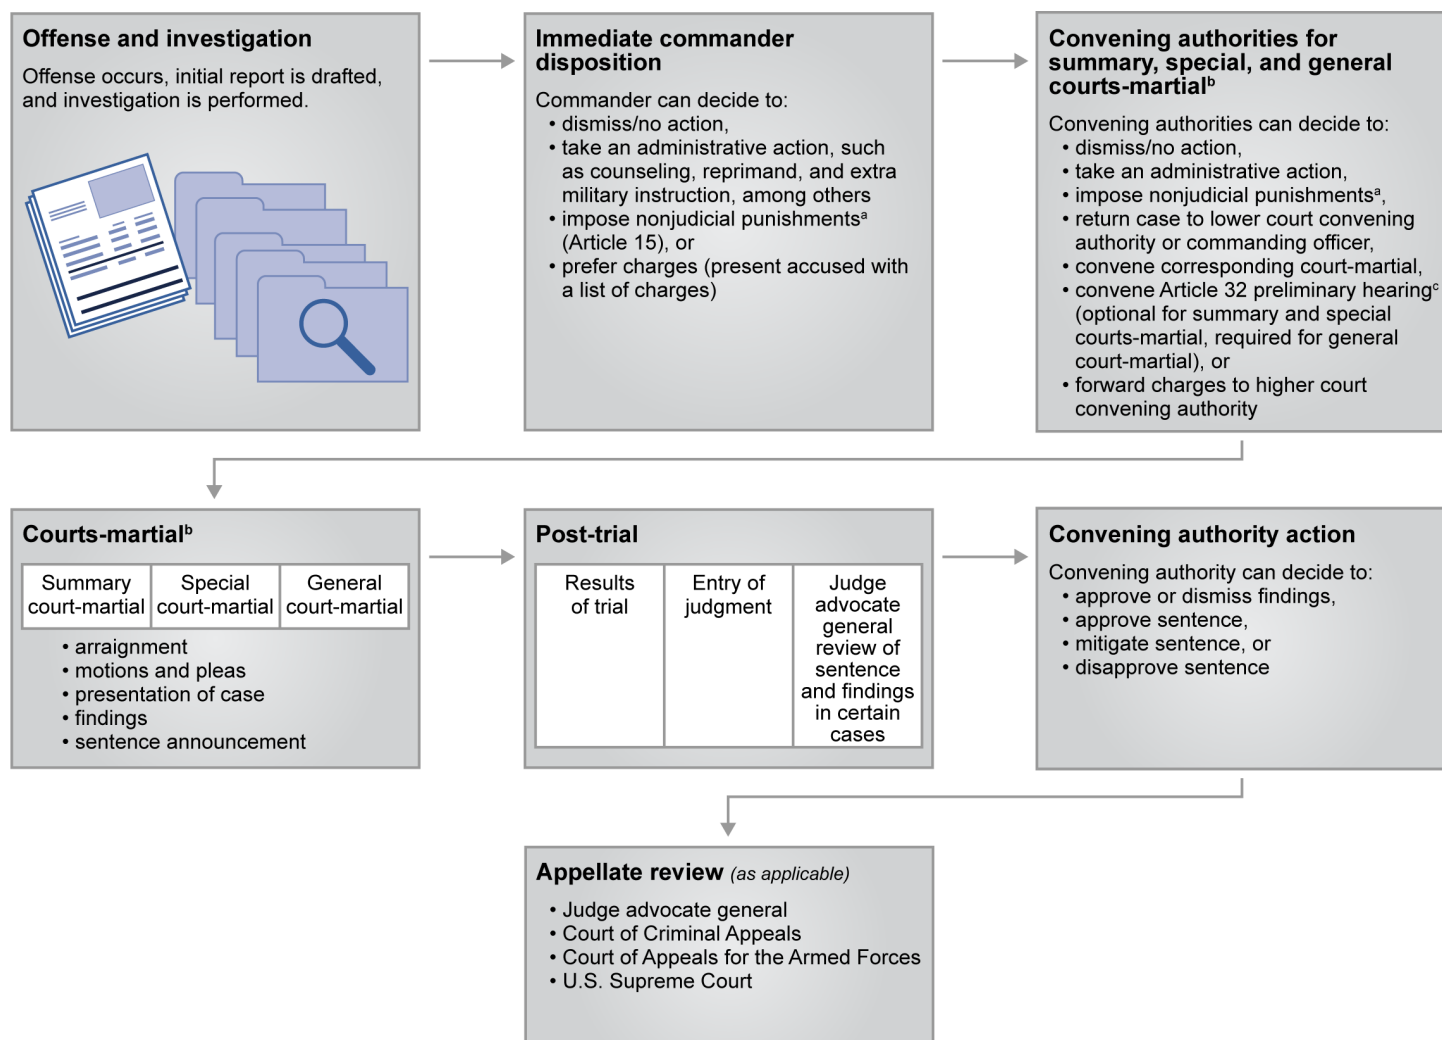 Offense and investigation
Offense occurs, initial report is drafted,
and investigation is performed.
Immediate commander
disposition
Commander can decide to:
• dismiss/no action,
• take an administrative action, such
as counseling, reprimand, and extra
military instruction, among others
• impose nonjudicial punishmentsᵃ
(Article 15), or
• prefer charges (present accused with
a list of charges)
Convening authorities for
summary, special, and general
courts-martialᵇ
Convening authorities can decide to:
• dismiss/no action,
• take an administrative action,
• impose nonjudicial punishmentsᵃ,
• return case to lower court convening
authority or commanding officer,
• convene corresponding court-martial,
• convene Article 32 preliminary hearingᶜ
(optional for summary and special
courts-martial, required for general
court-martial), or
• forward charges to higher court
convening authority
Courts-martialᵇ
Summary
court-martial
Special
court-martial
General
court-martial
• arraignment
• motions and pleas
• presentation of case
• findings
• sentence announcement
Post-trial
Results
of trial
Entry of
judgment
Judge
advocate
general
review of
sentence
and findings
in certain
cases
Convening authority action
Convening authority can decide to:
• approve or dismiss findings,
• approve sentence,
• mitigate sentence, or
• disapprove sentence
Appellate review (as applicable)
• Judge advocate general
• Court of Criminal Appeals
• Court of Appeals for the Armed Forces
• U.S. Supreme Court